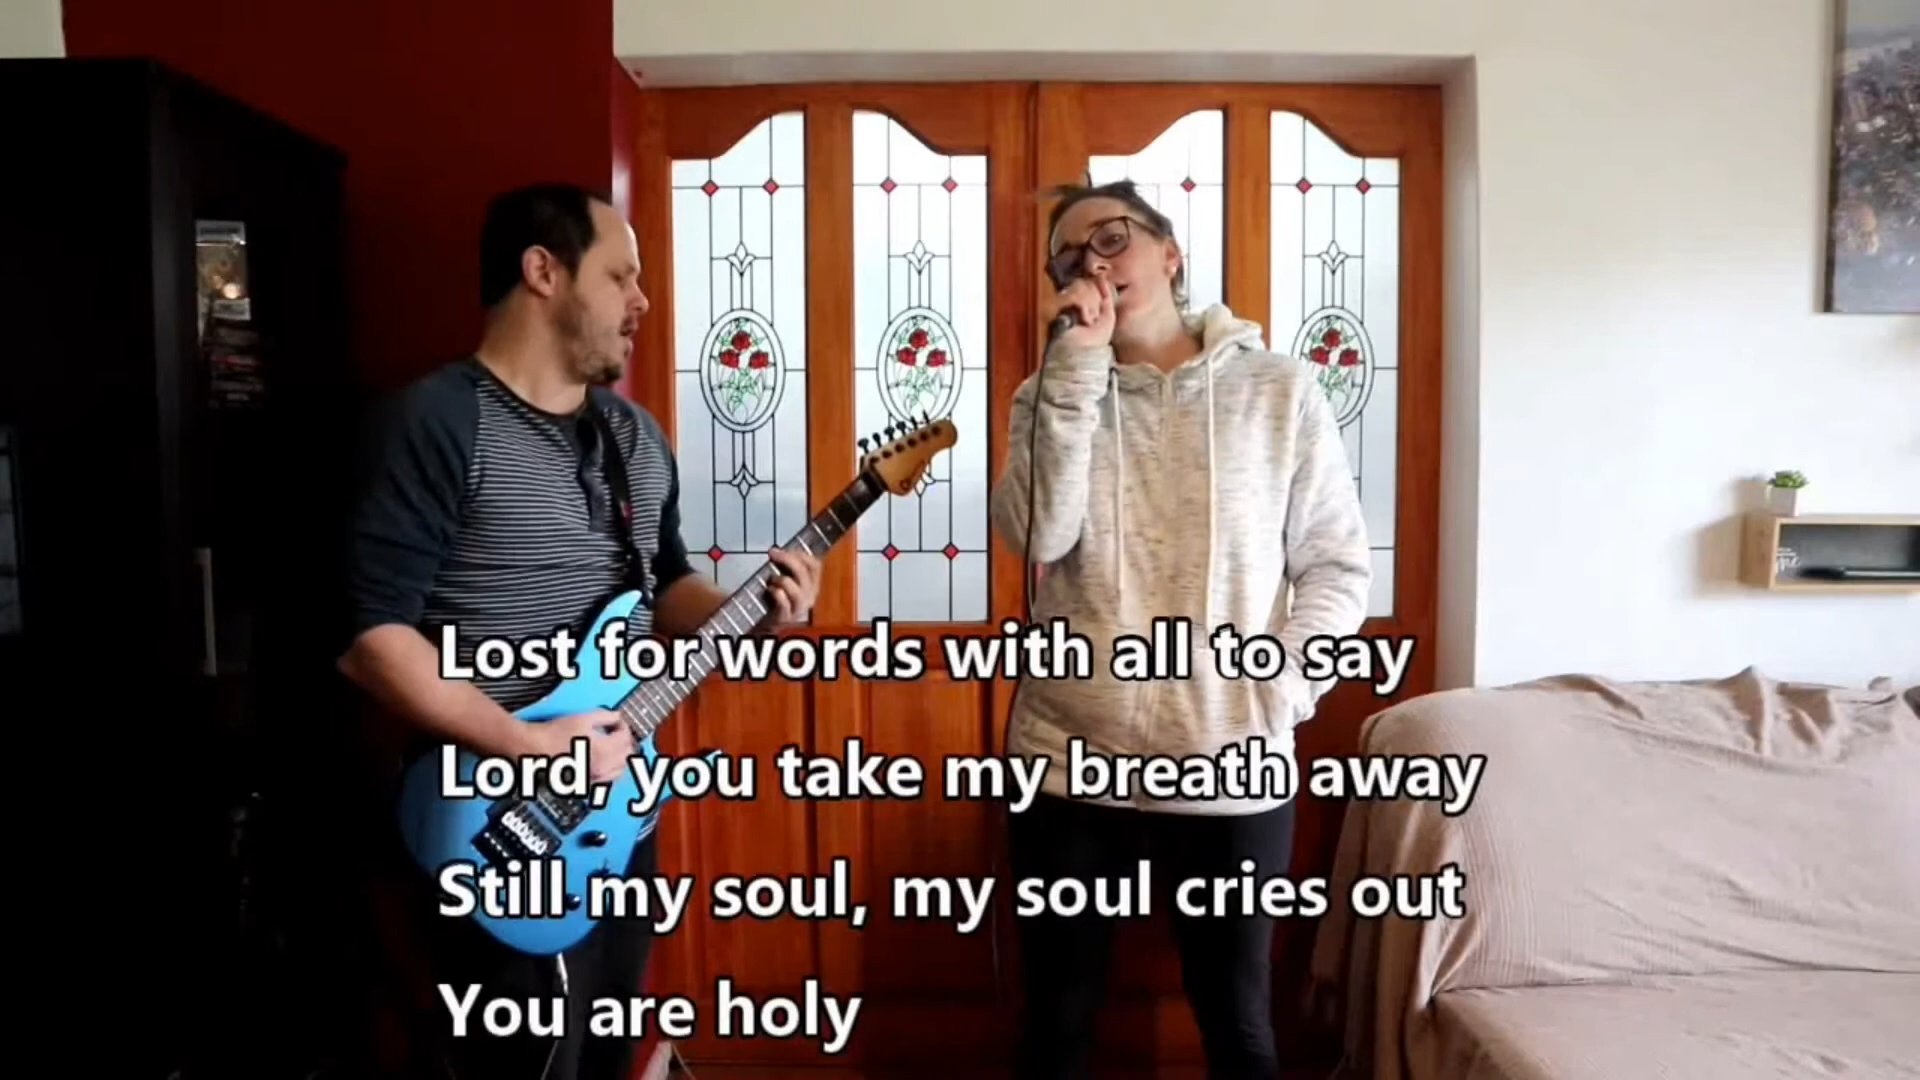 Lost for words with all to say
Lord, you take my breath away
Still my soul, my soul cries out
You are holy